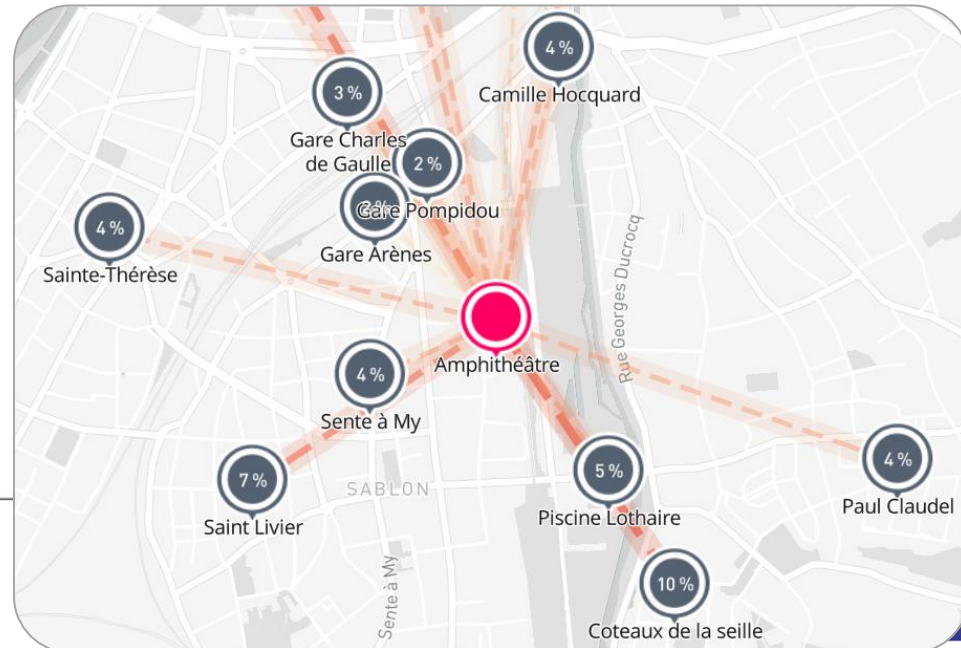 4 %
Camille Hocquard
3 %
Gare Charles
de Gaulle
2 %
Gare Pompidou
Gare Arènes
4 %
Sainte-Thérèse
Rue Georges Ducrocq
Amphithéâtre
4 %
Sente à My
7 %
Saint Livier
SABLON
5 %
Piscine Lothaire
4 %
Paul Claudel
Sente à My
10 %
Coteaux de la seille